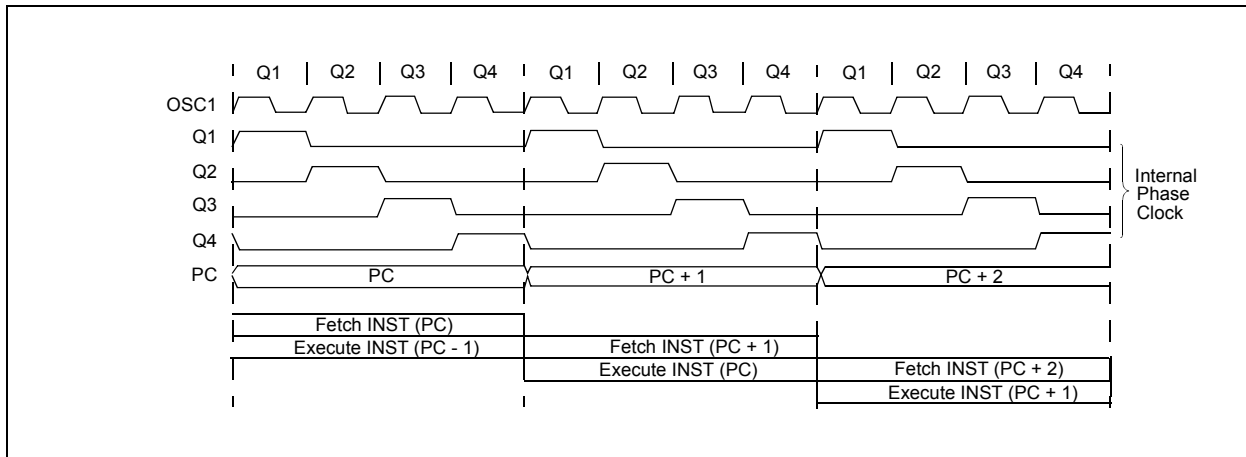 Q1 Q2 Q3 Q4 Q1 Q2 Q3 Q4 Q1 Q2 Q3 Q4
OSC1
Q1
Q2
Q3
Q4
Internal
Phase
Clock
PC PC PC + 1 PC + 2
Fetch INST (PC)
Execute INST (PC - 1) Fetch INST (PC + 1)
Execute INST (PC) Fetch INST (PC + 2)
Execute INST (PC + 1)